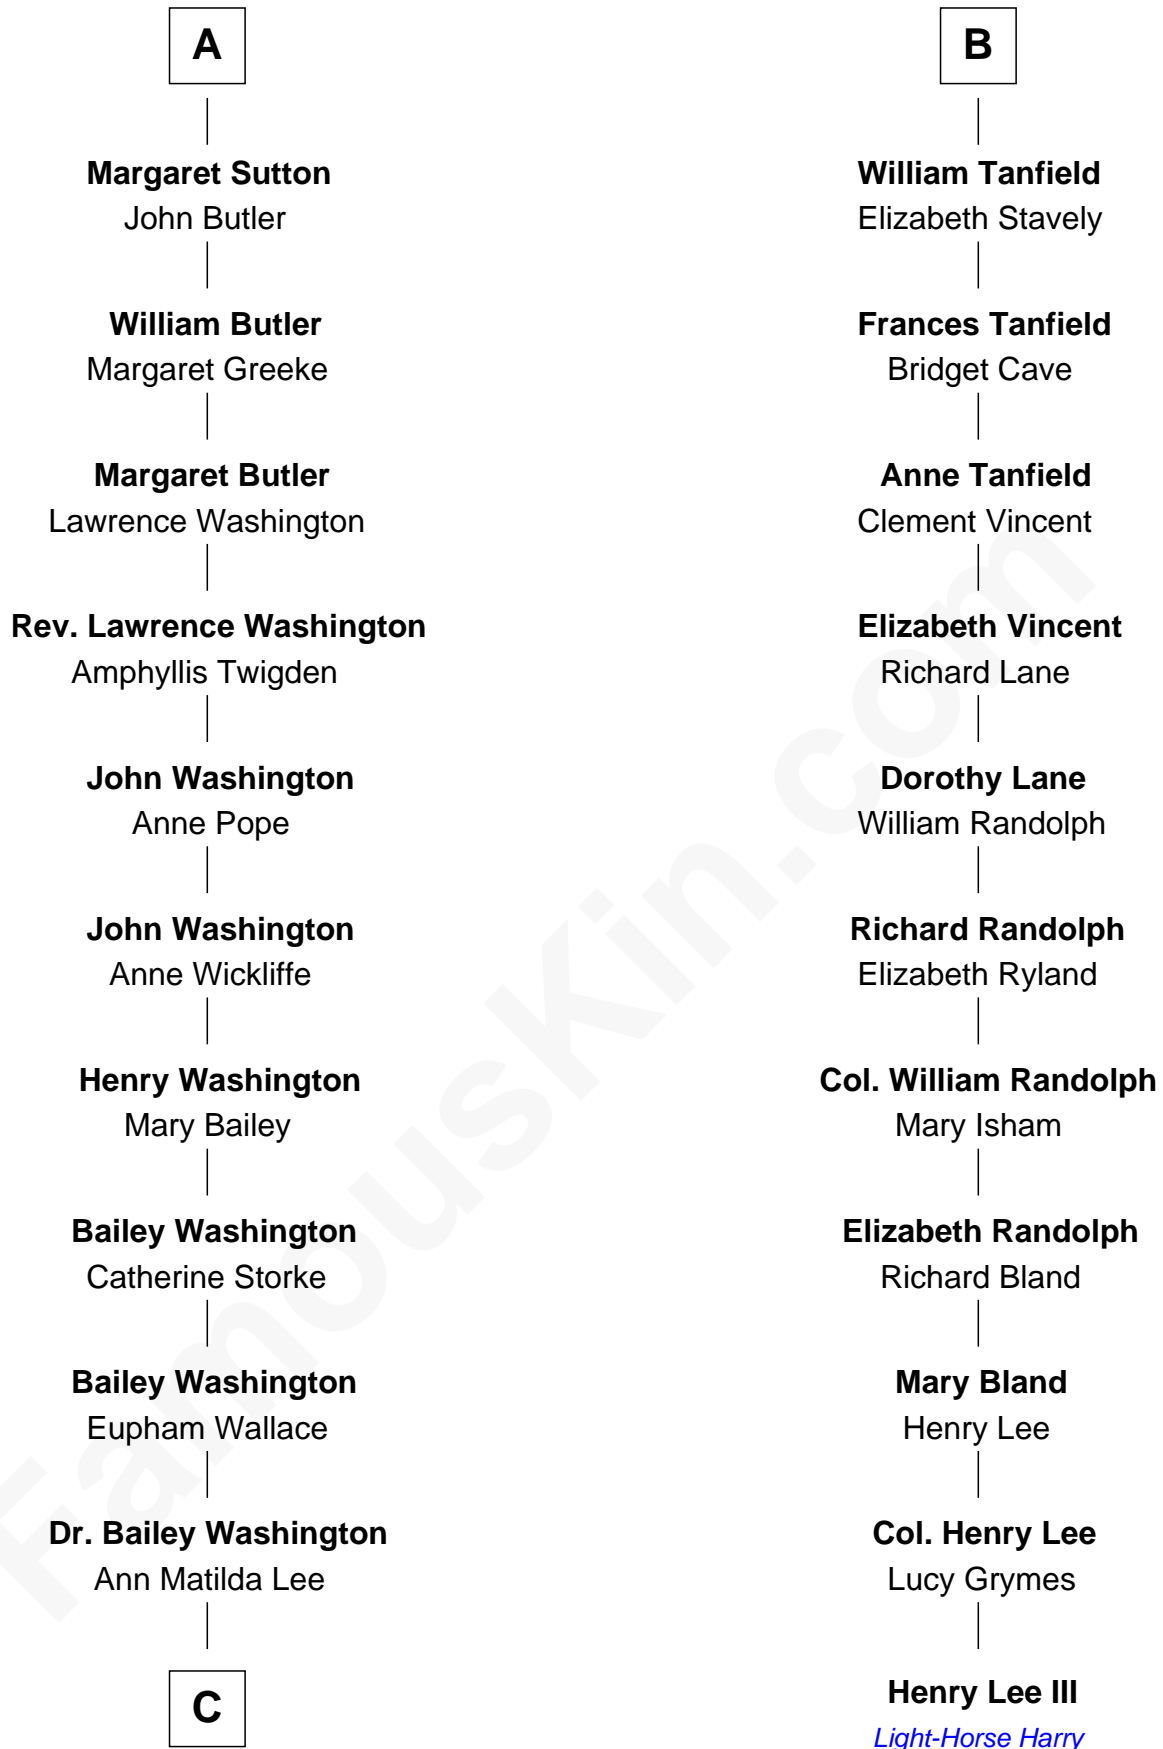 A
Margaret Sutton
John Butler
William Butler
Margaret Greeke
Margaret Butler
Lawrence Washington
Rev. Lawrence Washington
Amphyllis Twigden
John Washington
Anne Pope
John Washington
Anne Wickliffe
Henry Washington
Mary Bailey
Bailey Washington
Catherine Storke
Bailey Washington
Eupham Wallace
Dr. Bailey Washington
Ann Matilda Lee
C
B
William Tanfield
Elizabeth Stavely
Frances Tanfield
Bridget Cave
Anne Tanfield
Clement Vincent
Elizabeth Vincent
Richard Lane
Dorothy Lane
William Randolph
Richard Randolph
Elizabeth Ryland
Col. William Randolph
Mary Isham
Elizabeth Randolph
Richard Bland
Mary Bland
Henry Lee
Col. Henry Lee
Lucy Grymes
Henry Lee III
Light-Horse Harry
FamousKin.com